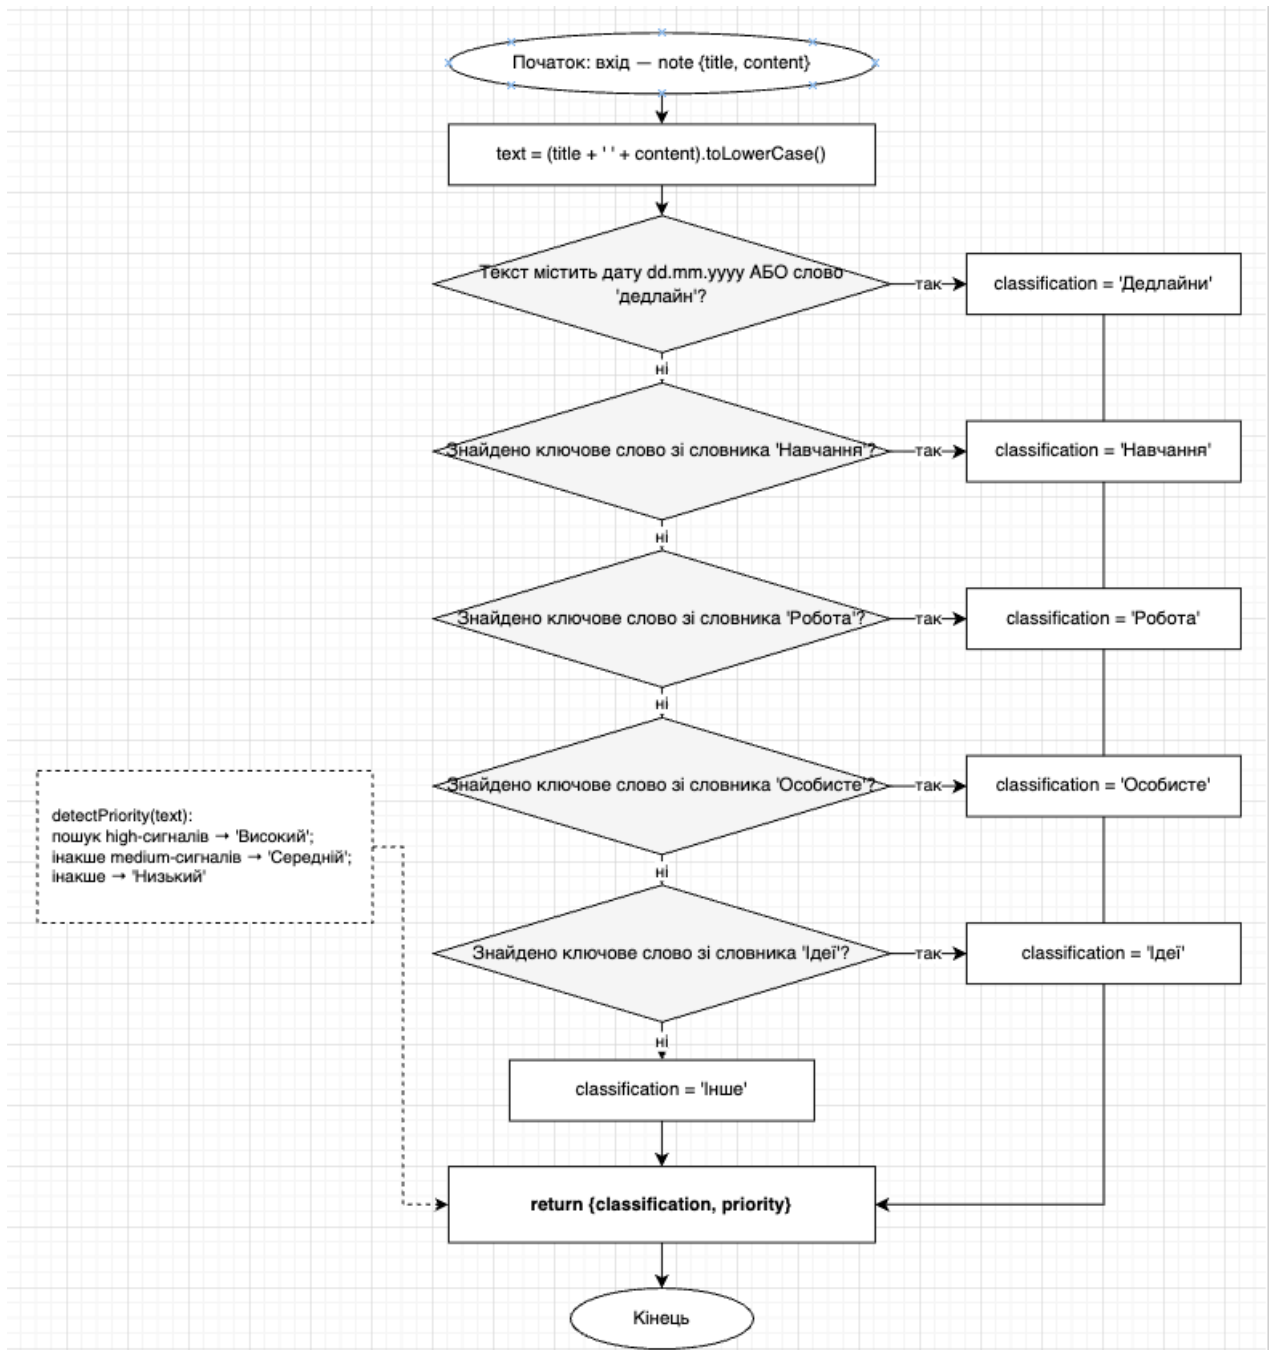 Початок: вхід — note {title, content}
text = (title + ' ' + content).toLowerCase()
Текст містить дату dd.mm.yyyy АБО слово
'дедлайн'?
так
classification = 'Дедлайни'
ні
Знайдено ключове слово зі словника 'Навчання'?
так
classification = 'Навчання'
ні
Знайдено ключове слово зі словника 'Робота'?
так
classification = 'Робота'
ні
Знайдено ключове слово зі словника 'Особисте'?
так
classification = 'Особисте'
detectPriority(text):
пошук high-сигналів → 'Високий';
інакше medium-сигналів → 'Середній';
інакше → 'Низький'
ні
Знайдено ключове слово зі словника 'Ідеї'?
так
classification = 'Ідеї'
ні
classification = 'Інше'
return {classification, priority}
Кінець